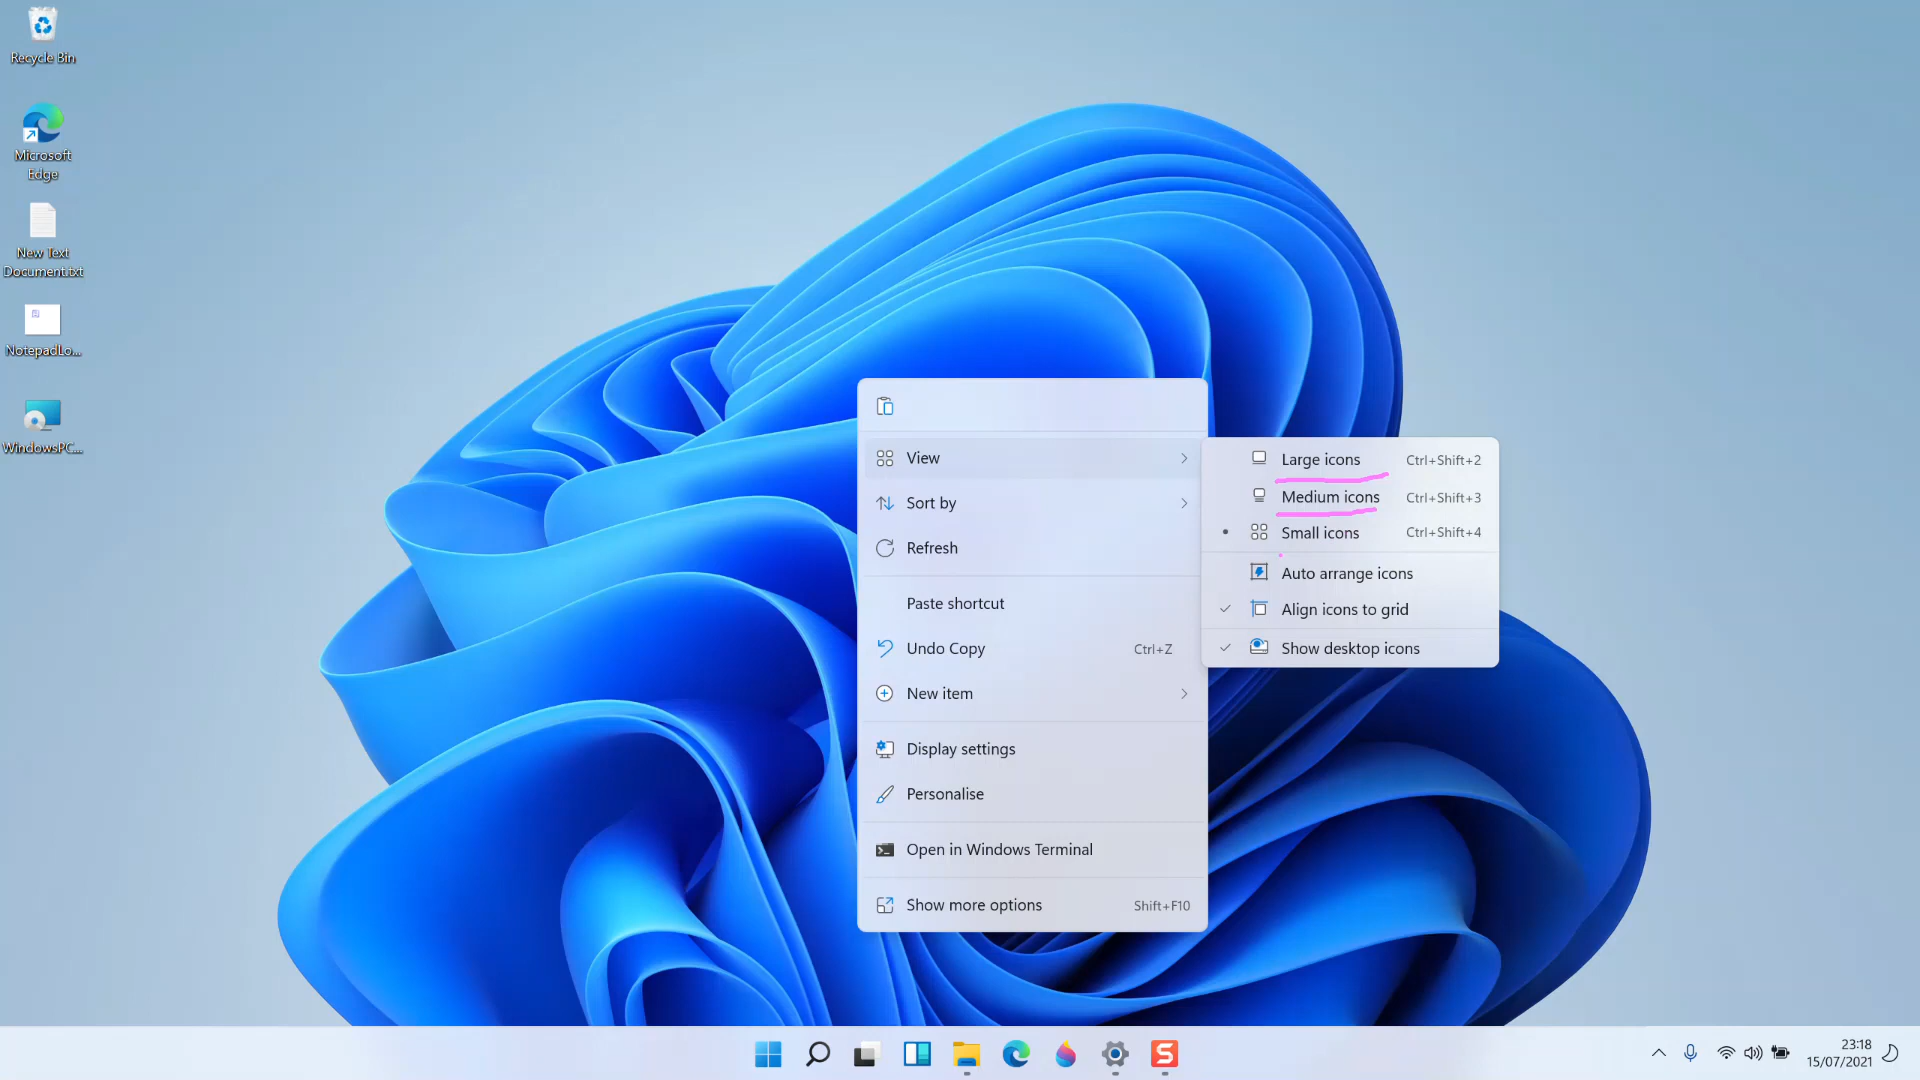 Recycle Bin
Microsoft
Edge
New Text
Document.txt
NotepadLo...
WindowsPC...
View
Sort by
Refresh
Paste shortcut
Undo Copy Ctrl+Z
New item
Display settings
Personalise
Open in Windows Terminal
Show more options Shift+F10
Large icons Ctrl+Shift+2
Medium icons Ctrl+Shift+3
Small icons Ctrl+Shift+4
Auto arrange icons
Align icons to grid
Show desktop icons
S
23:18
15/07/2021